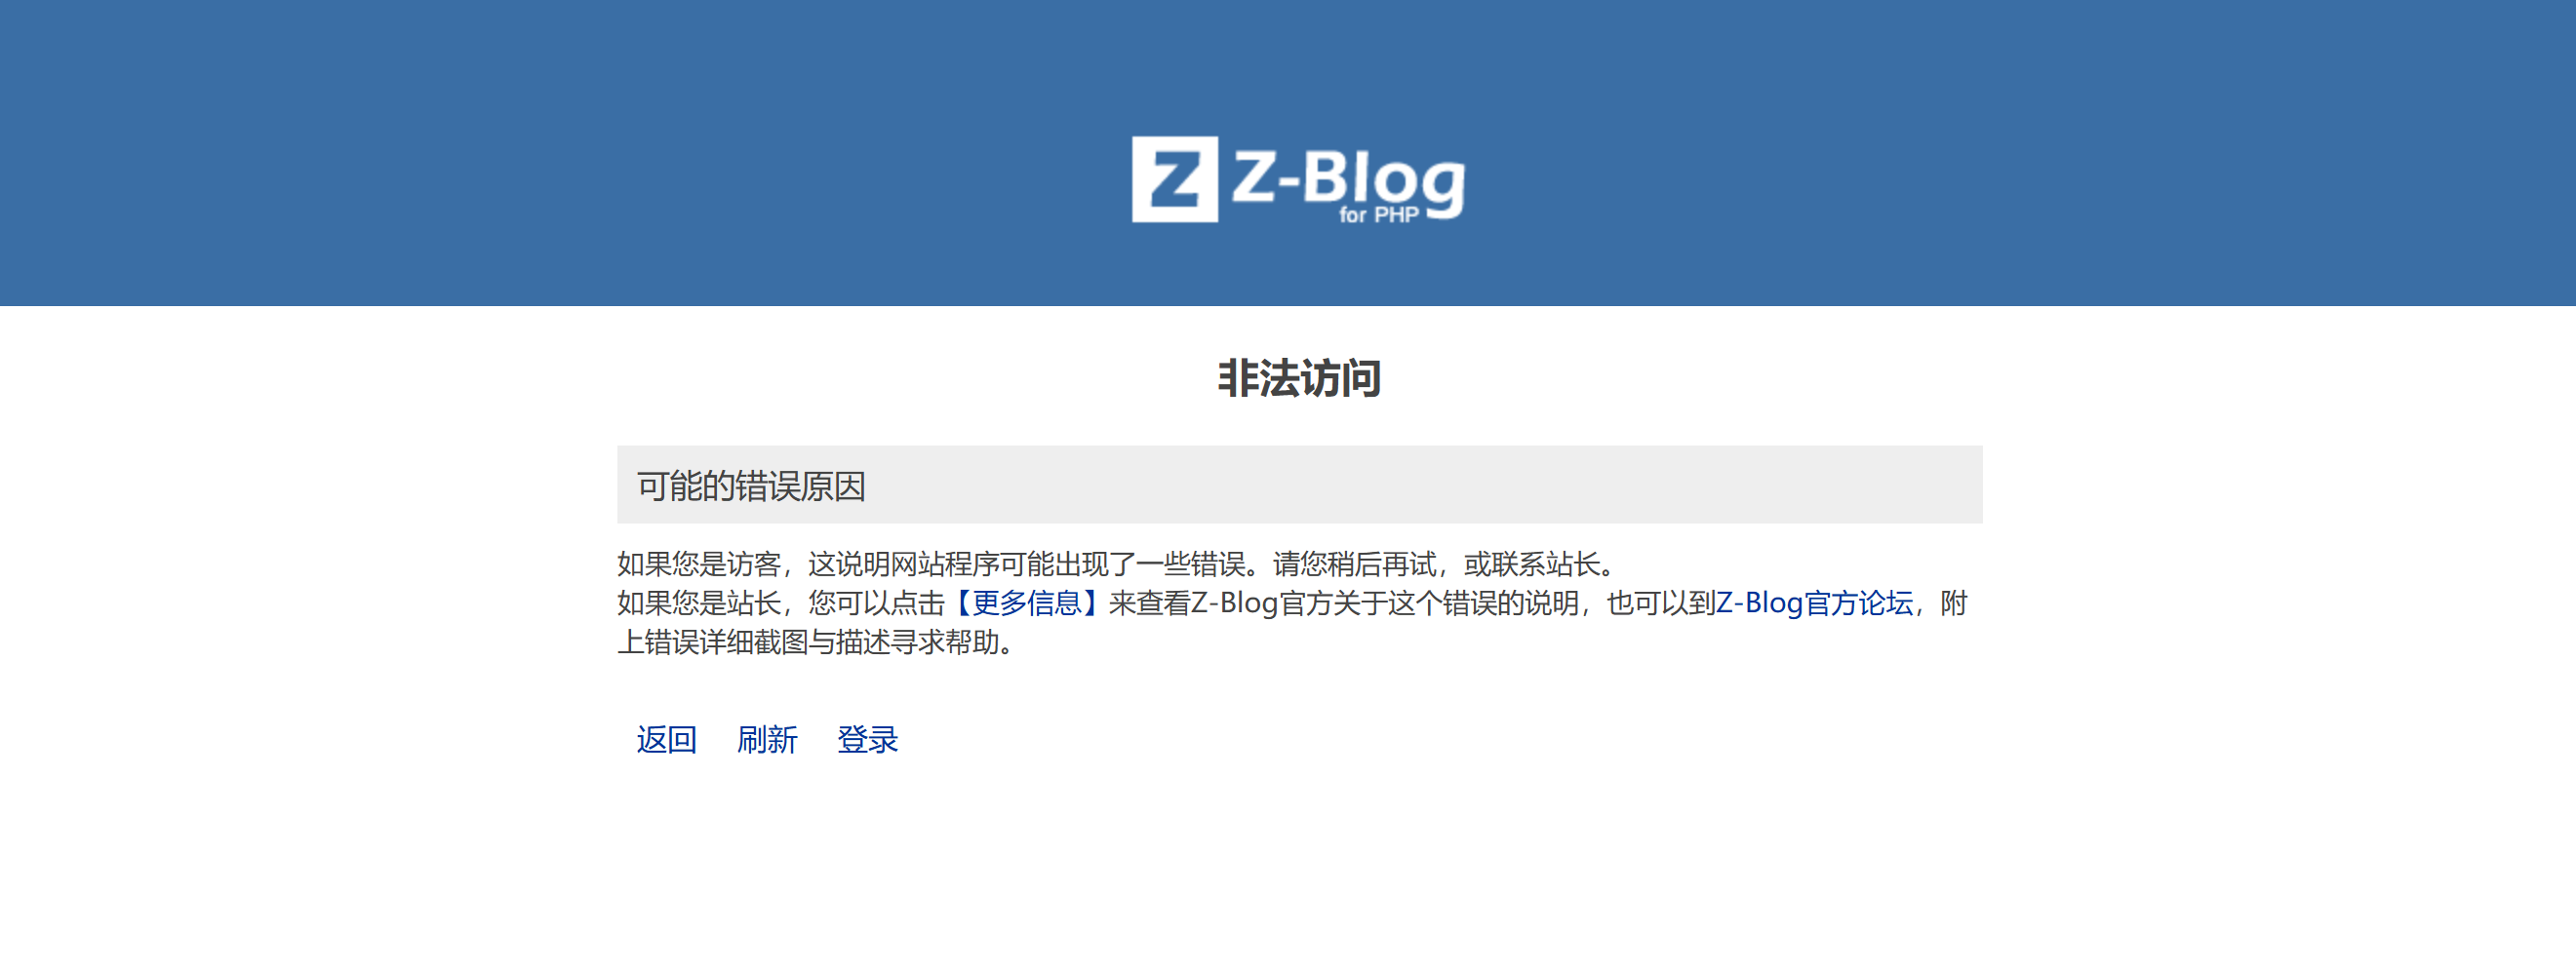 Z Z-Blog
for PHP
非法访问
可能的错误原因
如果您是访客，这说明网站程序可能出现了一些错误。请您稍后再试，或联系站长。
如果您是站长，您可以点击【更多信息】来查看Z-Blog官方关于这个错误的说明，也可以到Z-Blog官方论坛，附
上错误详细截图与描述寻求帮助。
返回 刷新 登录